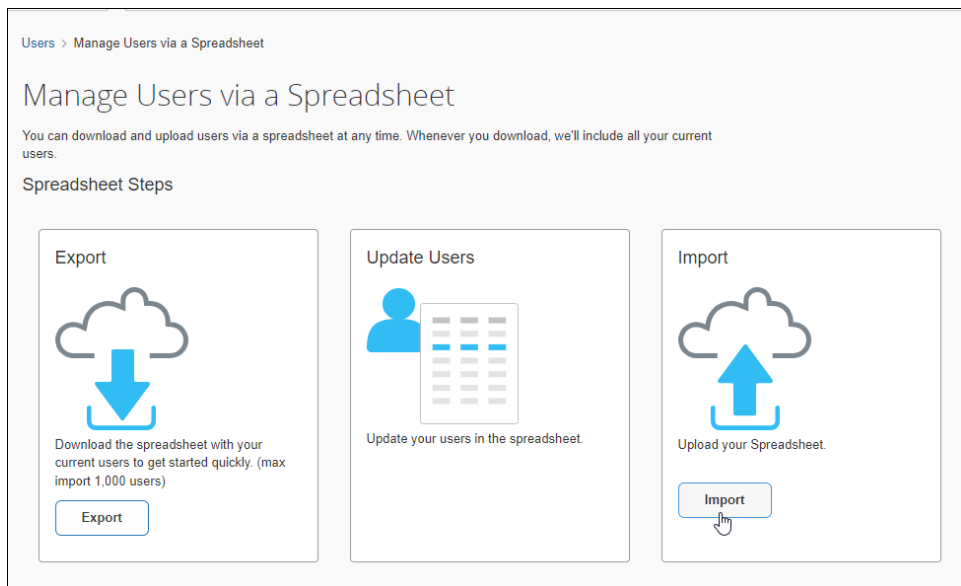 Users > Manage Users via a Spreadsheet
Manage Users via a Spreadsheet
You can download and upload users via a spreadsheet at any time. Whenever you download, we'll include all your current
users.
Spreadsheet Steps
Export
Download the spreadsheet with your
current users to get started quickly. (max
import 1,000 users)
Export
Update Users
Update your users in the spreadsheet.
Import
Upload your Spreadsheet.
Import